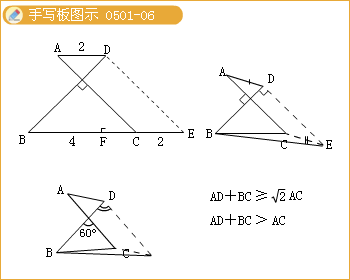 手写板图示 0501-06
A 2 D
B 4 F C 2 E
A D
B C E
A D
60°
B C
AD+BC ≥ √2 AC
AD+BC > AC